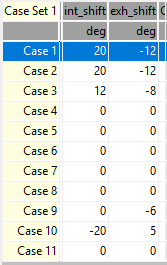 Case Set 1 int_shift exh_shift
deg deg
Case 1 20 -12
Case 2 20 -12
Case 3 12 -8
Case 4 0 0
Case 5 0 0
Case 6 0 0
Case 7 0 0
Case 8 0 0
Case 9 0 -6
Case 10 -20 5
Case 11 0 0